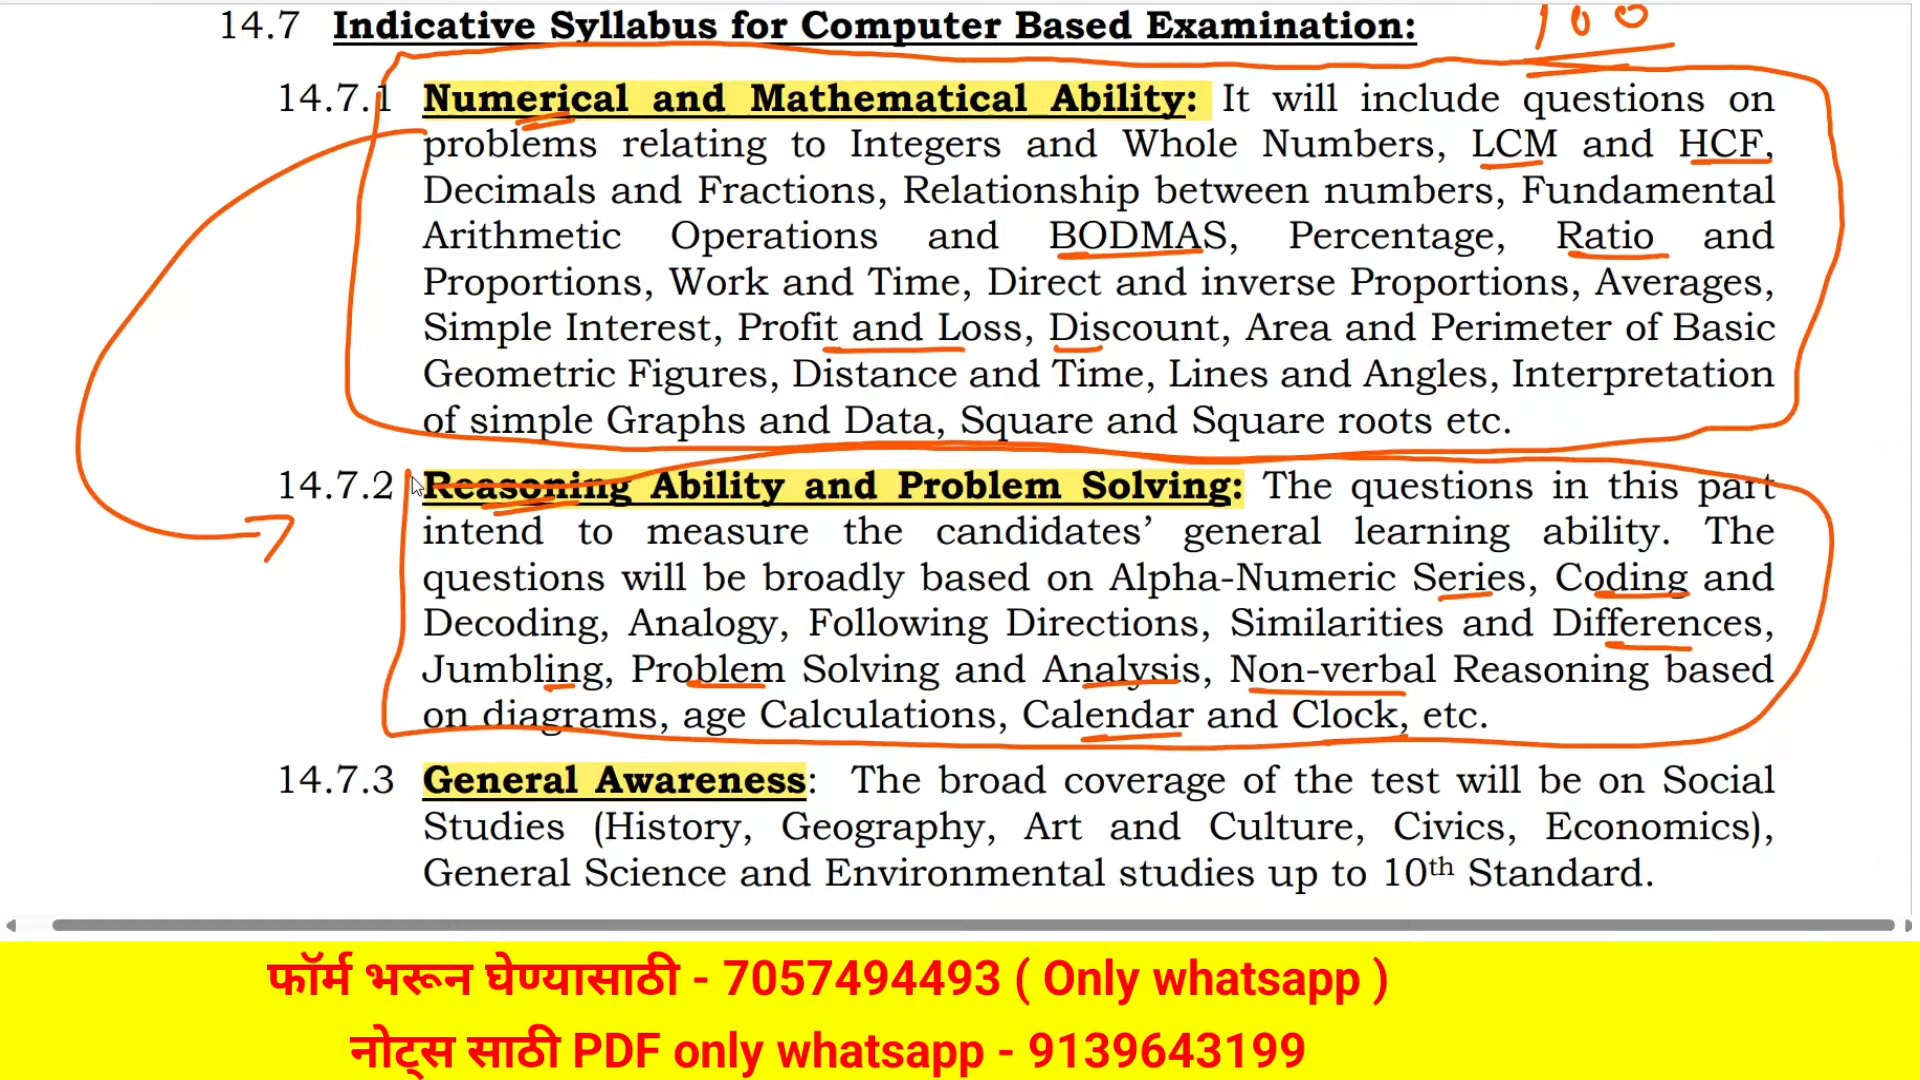 14.7 Indicative Syllabus for Computer Based Examination:
100
14.7.1 Numerical and Mathematical Ability: It will include questions on
problems relating to Integers and Whole Numbers, LCM and HCF,
Decimals and Fractions, Relationship between numbers, Fundamental
Arithmetic Operations and BODMAS, Percentage, Ratio and
Proportions, Work and Time, Direct and inverse Proportions, Averages,
Simple Interest, Profit and Loss, Discount, Area and Perimeter of Basic
Geometric Figures, Distance and Time, Lines and Angles, Interpretation
of simple Graphs and Data, Square and Square roots etc.
14.7.2 Reasoning Ability and Problem Solving: The questions in this part
intend to measure the candidates’ general learning ability. The
questions will be broadly based on Alpha-Numeric Series, Coding and
Decoding, Analogy, Following Directions, Similarities and Differences,
Jumbling, Problem Solving and Analysis, Non-verbal Reasoning based
on diagrams, age Calculations, Calendar and Clock, etc.
14.7.3 General Awareness: The broad coverage of the test will be on Social
Studies (History, Geography, Art and Culture, Civics, Economics),
General Science and Environmental studies up to 10th Standard.
फॉर्म भरून घेण्यासाठी - 7057494493 ( Only whatsapp )
नोट्स साठी PDF only whatsapp - 9139643199